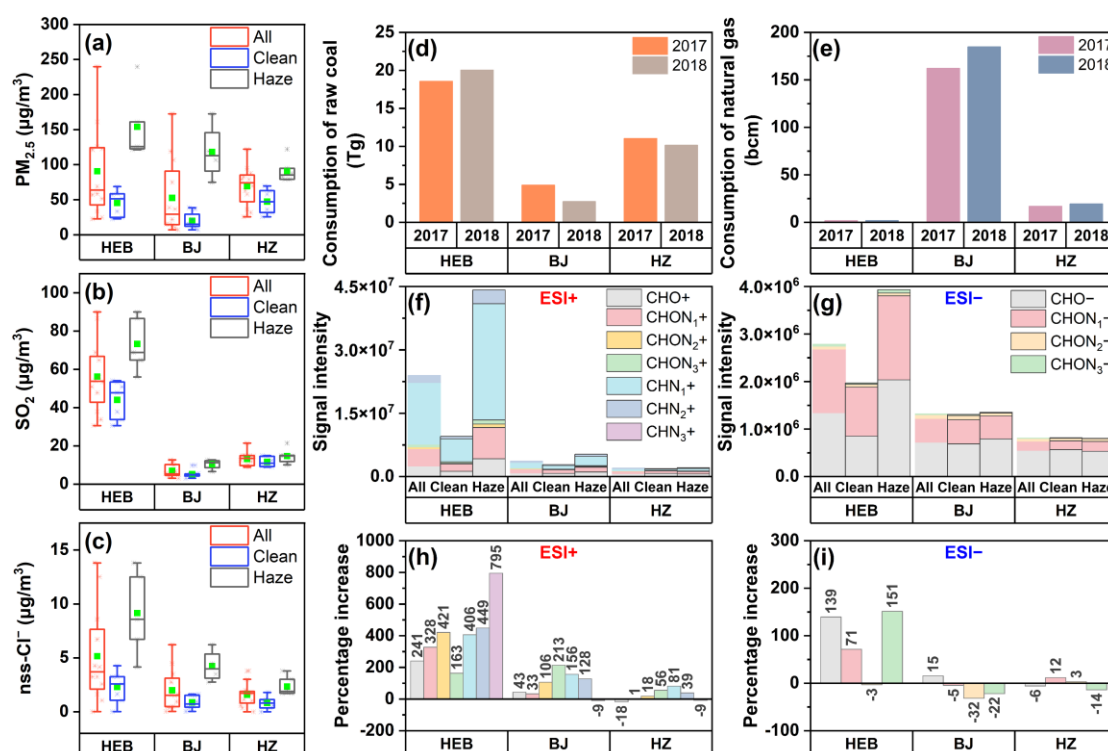 (a)
All
Clean
Haze
PM2.5 (µg/m³)
300
250
200
150
100
50
0
HEB BJ HZ
(b)
All
Clean
Haze
SO2 (µg/m³)
100
80
60
40
20
0
HEB BJ HZ
(c)
All
Clean
Haze
nss-Cl⁻ (µg/m³)
15
10
5
0
HEB BJ HZ
(d)
2017
2018
Consumption of raw coal
(Tg)
25
20
15
10
5
0
2017 2018 2017 2018 2017 2018
HEB BJ HZ
(e)
2017
2018
Consumption of natural gas
(bcm)
200
150
100
50
0
2017 2018 2017 2018 2017 2018
HEB BJ HZ
(f)
ESI+
CHO+
CHON1+
CHON2+
CHON3+
CHN1+
CHN2+
CHN3+
Signal intensity
4.5×10⁷
3.0×10⁷
1.5×10⁷
0.0
All Clean Haze All Clean Haze All Clean Haze
HEB BJ HZ
(g)
ESI−
CHO−
CHON1−
CHON2−
CHON3−
Signal intensity
4.0×10⁶
3.0×10⁶
2.0×10⁶
1.0×10⁶
0.0
All Clean Haze All Clean Haze All Clean Haze
HEB BJ HZ
(h)
ESI+
Percentage increase
1000
800
600
400
200
0
-200
241 328 421 163 406 449 795
43 33 106 213 156 128 -9
-18 1 18 56 81 39 -9
HEB BJ HZ
(i)
ESI−
Percentage increase
300
200
100
0
-100
139 71 -3 151
15 -5 -32 -22
-6 12 3 -14
HEB BJ HZ